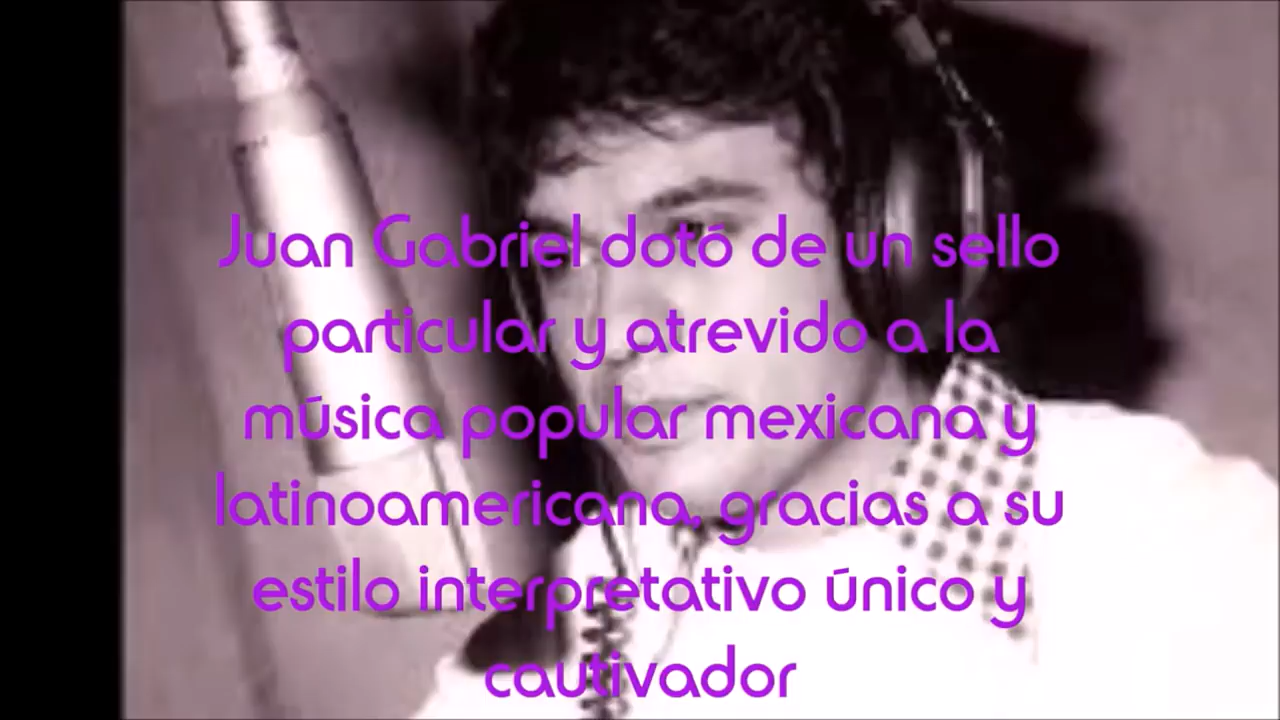 Juan Gabriel dotó de un sello
particular y atrevido a la
música popular mexicana y
latinoamericana, gracias a su
estilo interpretativo único y
cautivador